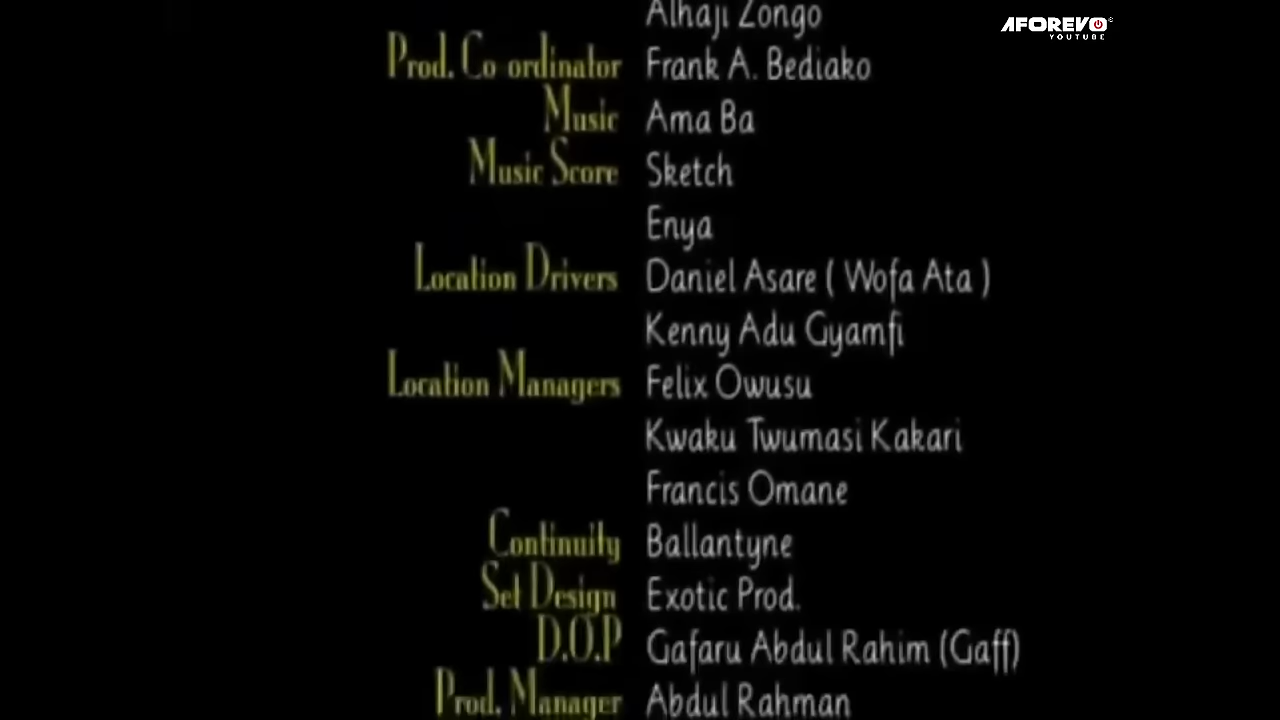 Alhaji Zongo
AFOREVO
YOUTUBE
Prod. Co ordinator Frank A. Bediako
Music Ama Ba
Music Score Sketch
Enya
Location Drivers Daniel Asare ( Wofa Ata )
Kenny Adu Gyamfi
Location Managers Felix Owusu
Kwaku Twumasi Kakari
Francis Omane
Continuity Ballantyne
Set Design Exotic Prod.
D.O.P Gafaru Abdul Rahim (Gaff)
Prod. Manager Abdul Rahman